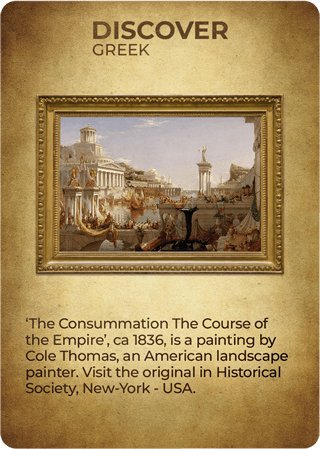 DISCOVER
GREEK
‘The Consummation The Course of
the Empire’, ca 1836, is a painting by
Cole Thomas, an American landscape
painter. Visit the original in Historical
Society, New-York - USA.